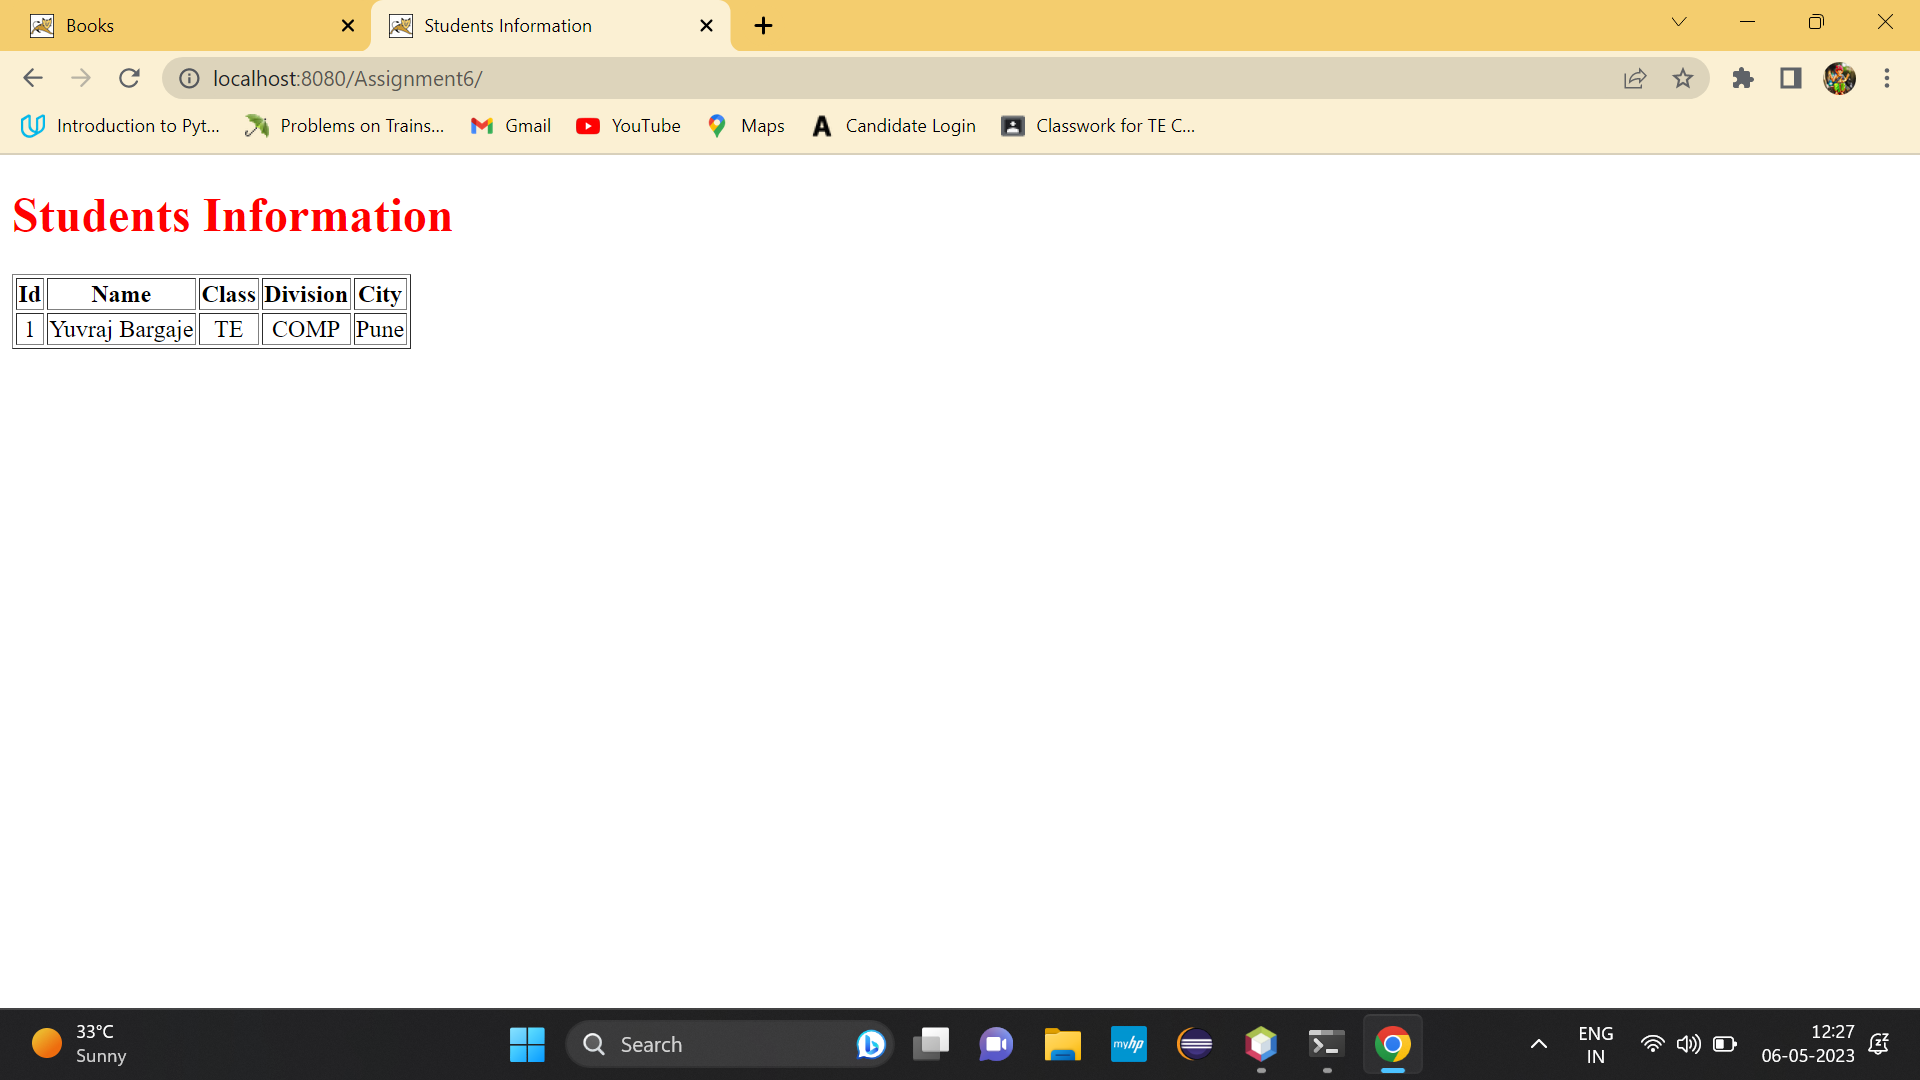 Books
Students Information
localhost:8080/Assignment6/
Introduction to Pyt... Problems on Trains... Gmail YouTube Maps A Candidate Login Classwork for TE C...
Students Information
Id Name Class Division City
1 Yuvraj Bargaje TE COMP Pune
33°C
Sunny
Search
myhp
ENG
IN
12:27
06-05-2023